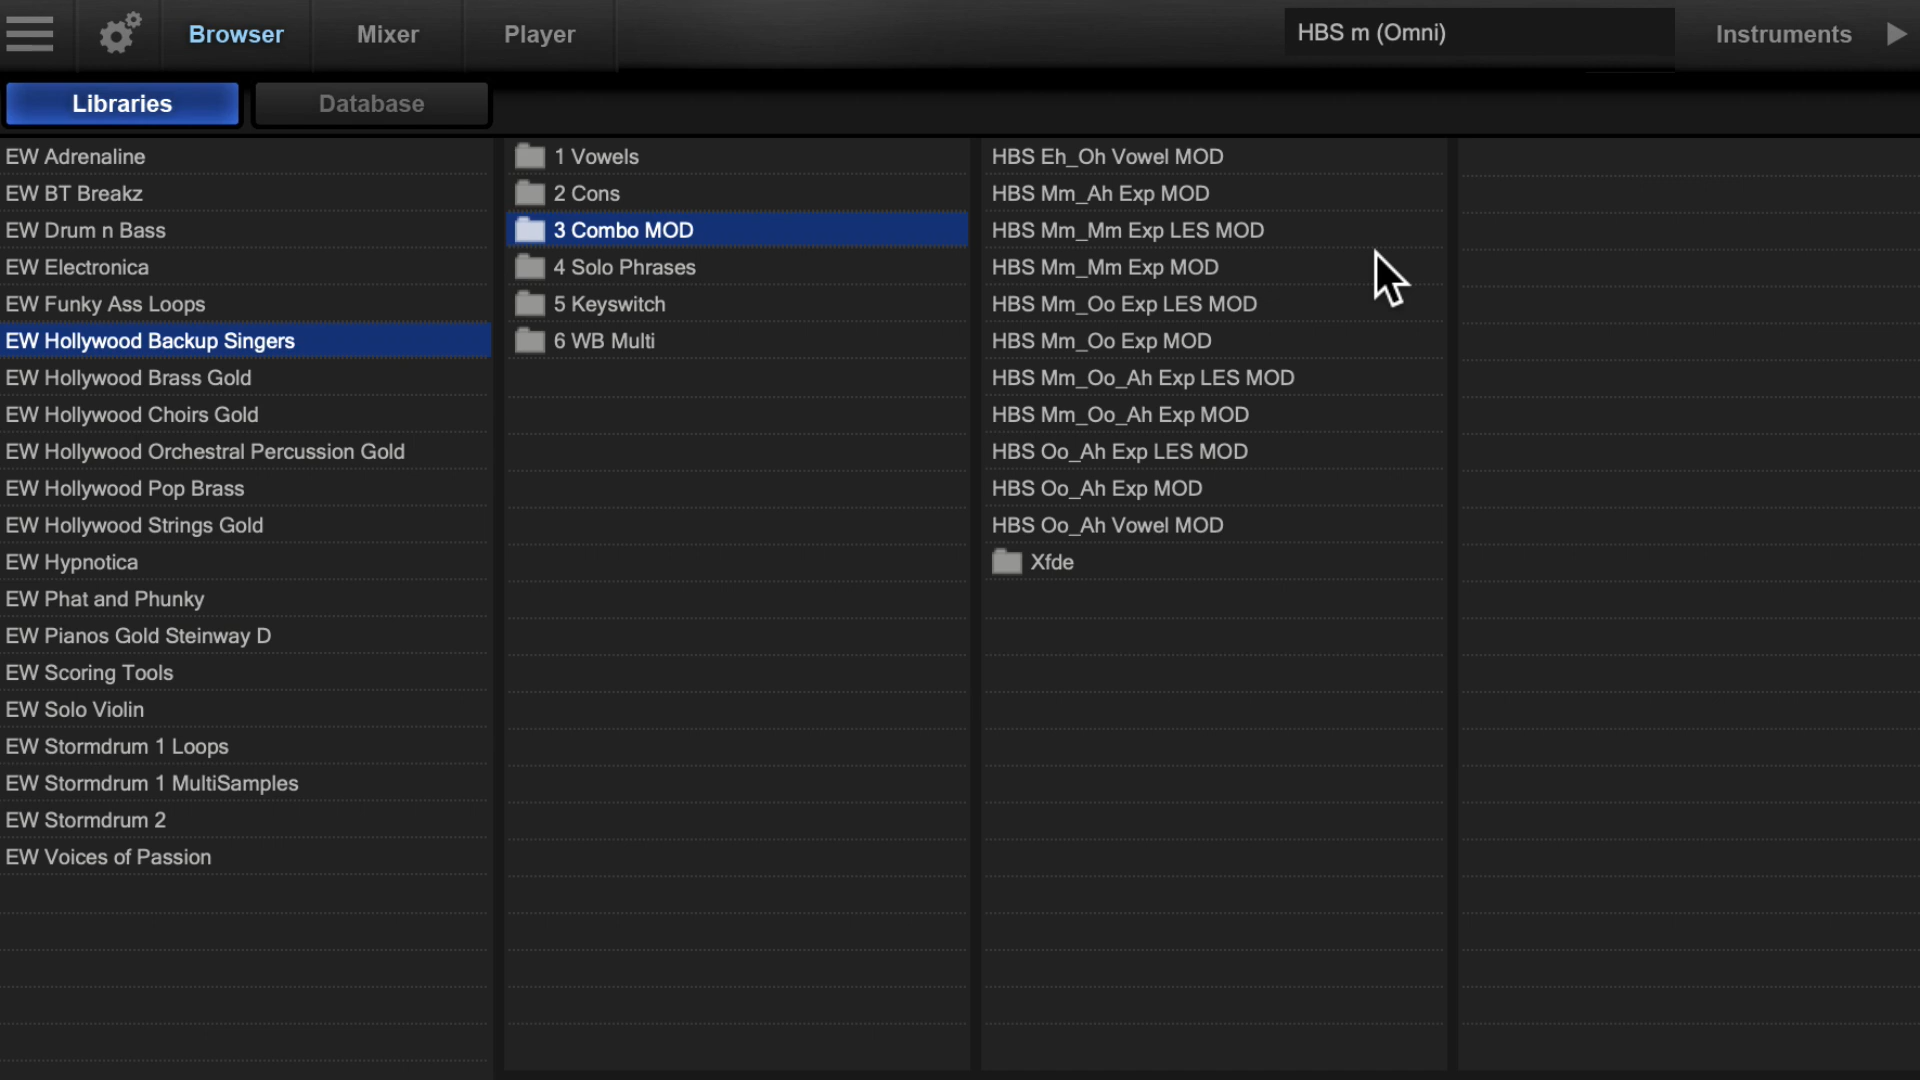 Browser
Mixer
Player
HBS m (Omni)
Instruments
Libraries
Database
EW Adrenaline
EW BT Breakz
EW Drum n Bass
EW Electronica
EW Funky Ass Loops
EW Hollywood Backup Singers
EW Hollywood Brass Gold
EW Hollywood Choirs Gold
EW Hollywood Orchestral Percussion Gold
EW Hollywood Pop Brass
EW Hollywood Strings Gold
EW Hypnotica
EW Phat and Phunky
EW Pianos Gold Steinway D
EW Scoring Tools
EW Solo Violin
EW Stormdrum 1 Loops
EW Stormdrum 1 MultiSamples
EW Stormdrum 2
EW Voices of Passion
1 Vowels
2 Cons
3 Combo MOD
4 Solo Phrases
5 Keyswitch
6 WB Multi
HBS Eh_Oh Vowel MOD
HBS Mm_Ah Exp MOD
HBS Mm_Mm Exp LES MOD
HBS Mm_Mm Exp MOD
HBS Mm_Oo Exp LES MOD
HBS Mm_Oo Exp MOD
HBS Mm_Oo_Ah Exp LES MOD
HBS Mm_Oo_Ah Exp MOD
HBS Oo_Ah Exp LES MOD
HBS Oo_Ah Exp MOD
HBS Oo_Ah Vowel MOD
Xfde